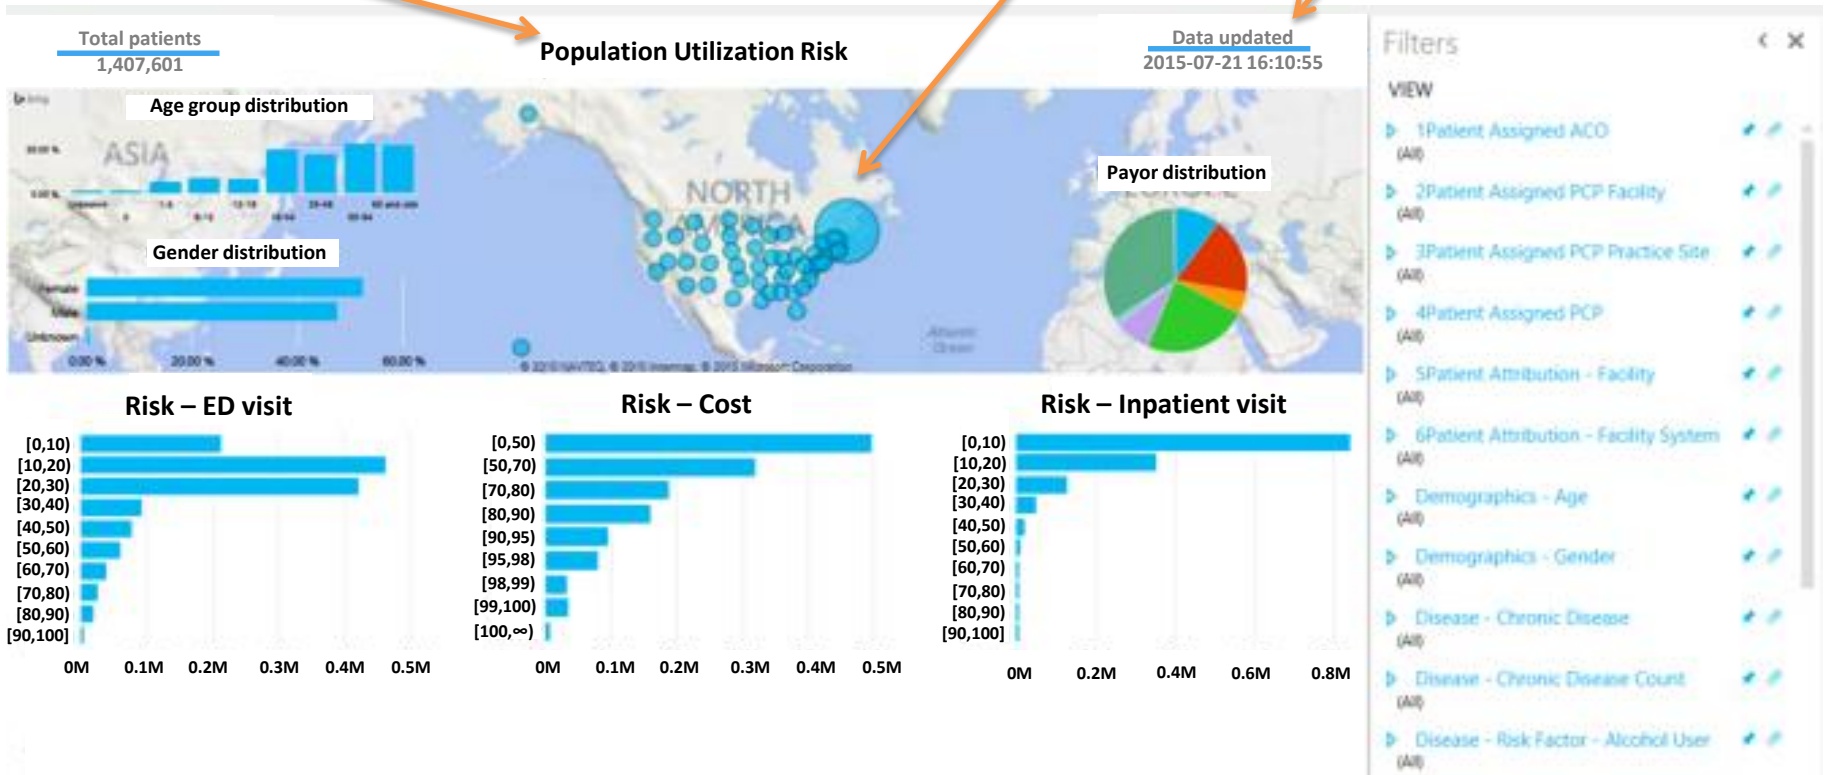 Total patients
1,407,601
Population Utilization Risk
Data updated
2015-07-21 16:10:55
Age group distribution
ASIA
0.00 %
Gender distribution
Female
Male
Unknown
0.00 % 20.00 % 40.00 % 60.00 %
NORTH
AMERICA
Atlantic
Ocean
Payor distribution
EUROPE
Risk – ED visit
[0,10)
[10,20)
[20,30)
[30,40)
[40,50)
[50,60)
[60,70)
[70,80)
[80,90)
[90,100]
0M 0.1M 0.2M 0.3M 0.4M 0.5M
Risk – Cost
[0,50)
[50,70)
[70,80)
[80,90)
[90,95)
[95,98)
[98,99)
[99,100)
[100,∞)
0M 0.1M 0.2M 0.3M 0.4M 0.5M
Risk – Inpatient visit
[0,10)
[10,20)
[20,30)
[30,40)
[40,50)
[50,60)
[60,70)
[70,80)
[80,90)
[90,100]
0M 0.2M 0.4M 0.6M 0.8M
Filters
VIEW
1Patient Assigned ACO
(All)
2Patient Assigned PCP Facility
(All)
3Patient Assigned PCP Practice Site
(All)
4Patient Assigned PCP
(All)
5Patient Attribution - Facility
(All)
6Patient Attribution - Facility System
(All)
Demographics - Age
(All)
Demographics - Gender
(All)
Disease - Chronic Disease
(All)
Disease - Chronic Disease Count
(All)
Disease - Risk Factor - Alcohol User
(All)